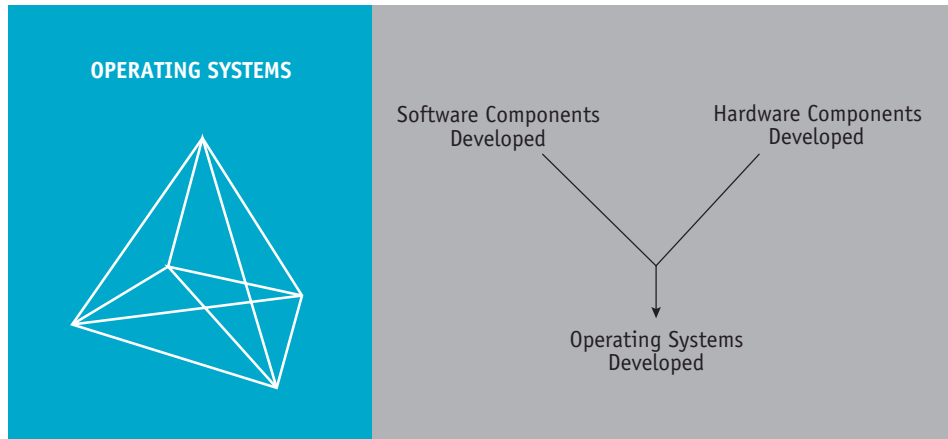 OPERATING SYSTEMS
Software Components
Developed
Hardware Components
Developed
Operating Systems
Developed